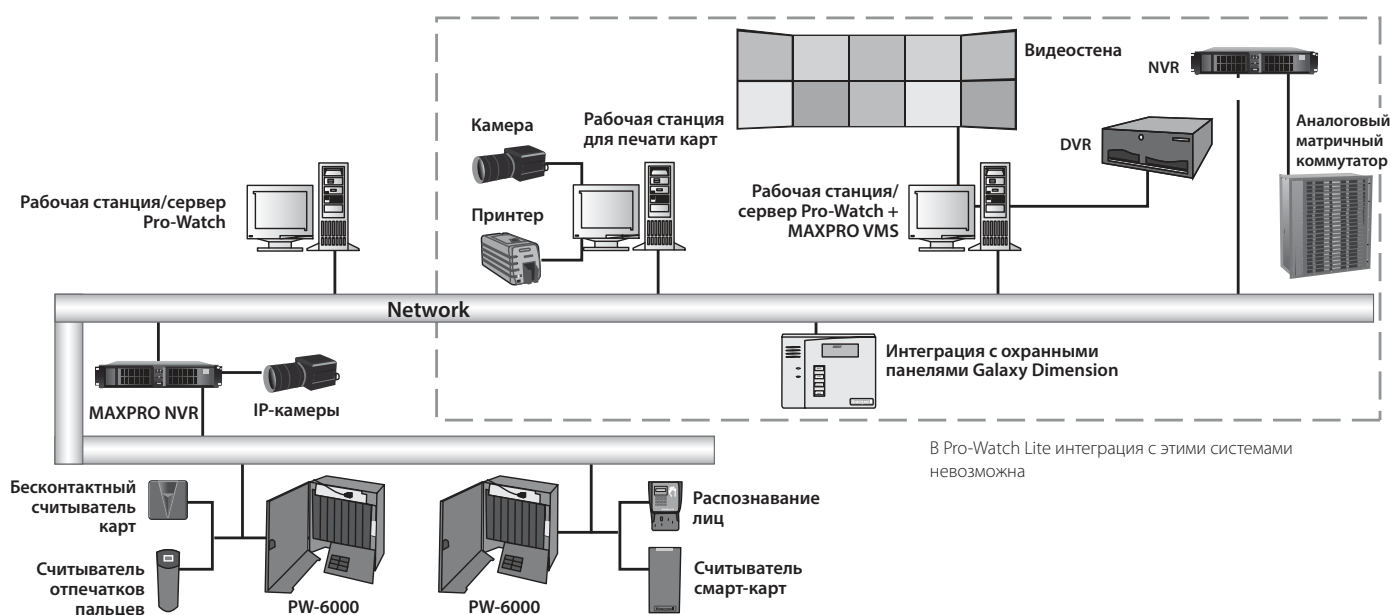 Видеостена
NVR
Камера
Рабочая станция
для печати карт
DVR
Аналоговый
матричный
коммутатор
Рабочая станция/сервер
Pro-Watch
Принтер
Рабочая станция/
сервер Pro-Watch +
MAXPRO VMS
Network
Интеграция с охранными
панелями Galaxy Dimension
MAXPRO NVR
IP-камеры
В Pro-Watch Lite интеграция с этими системами
невозможна
Бесконтактный
считыватель
карт
Распознавание
лиц
Считыватель
отпечатков
пальцев
PW-6000
PW-6000
Считыватель
смарт-карт